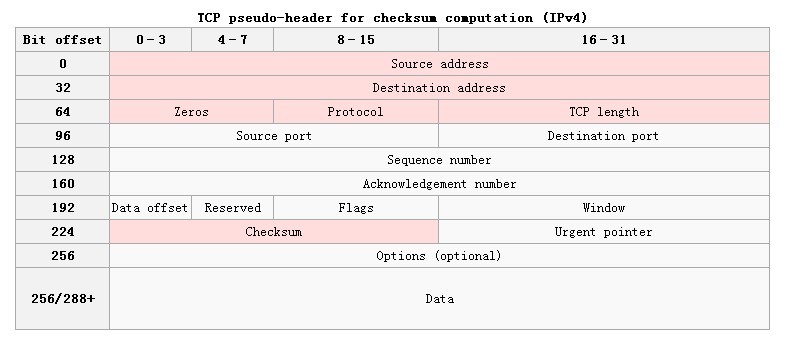 TCP pseudo-header for checksum computation (IPv4)
Bit offset 0-3 4-7 8-15 16-31
0 Source address
32 Destination address
64 Zeros Protocol TCP length
96 Source port Destination port
128 Sequence number
160 Acknowledgement number
192 Data offset Reserved Flags Window
224 Checksum Urgent pointer
256 Options (optional)
256/288+ Data